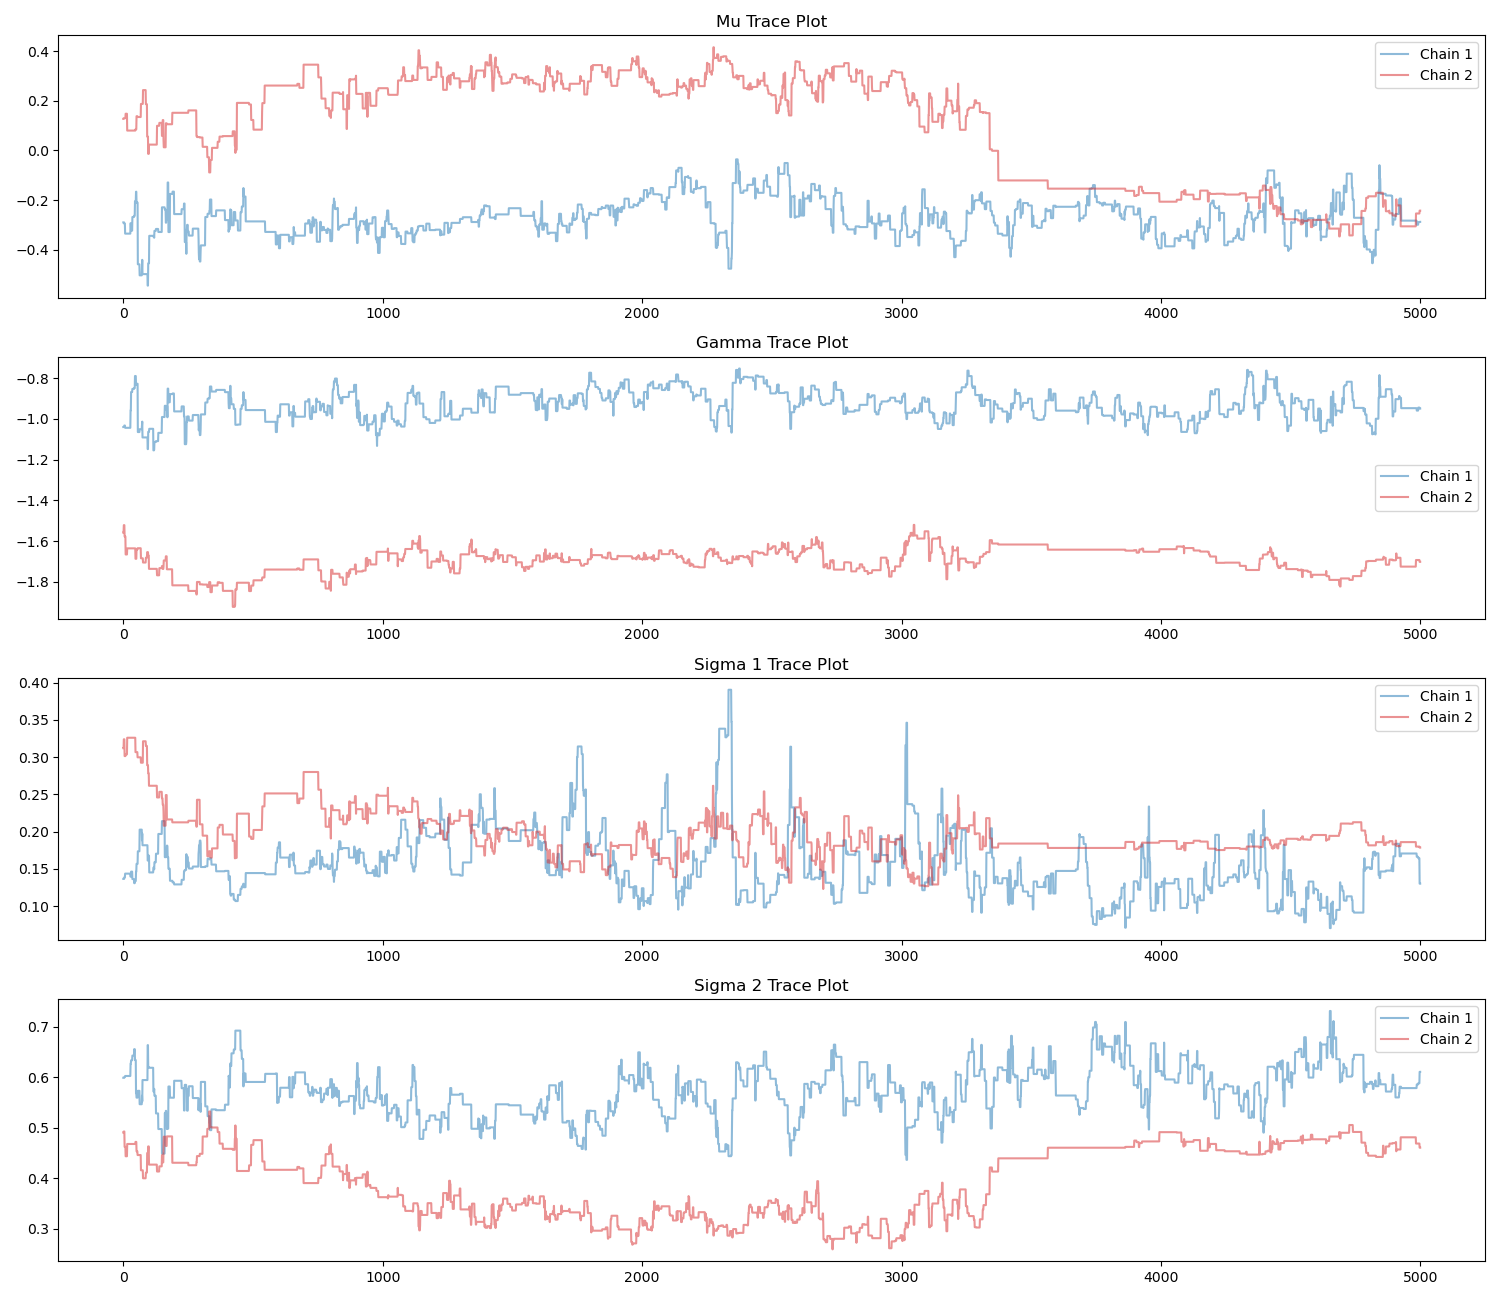 Mu Trace Plot
0.4
0.2
0.0
−0.2
−0.4
Chain 1
Chain 2
0 1000 2000 3000 4000 5000
Gamma Trace Plot
−0.8
−1.0
−1.2
−1.4
−1.6
−1.8
Chain 1
Chain 2
0 1000 2000 3000 4000 5000
Sigma 1 Trace Plot
0.40
0.35
0.30
0.25
0.20
0.15
0.10
Chain 1
Chain 2
0 1000 2000 3000 4000 5000
Sigma 2 Trace Plot
0.7
0.6
0.5
0.4
0.3
Chain 1
Chain 2
0 1000 2000 3000 4000 5000